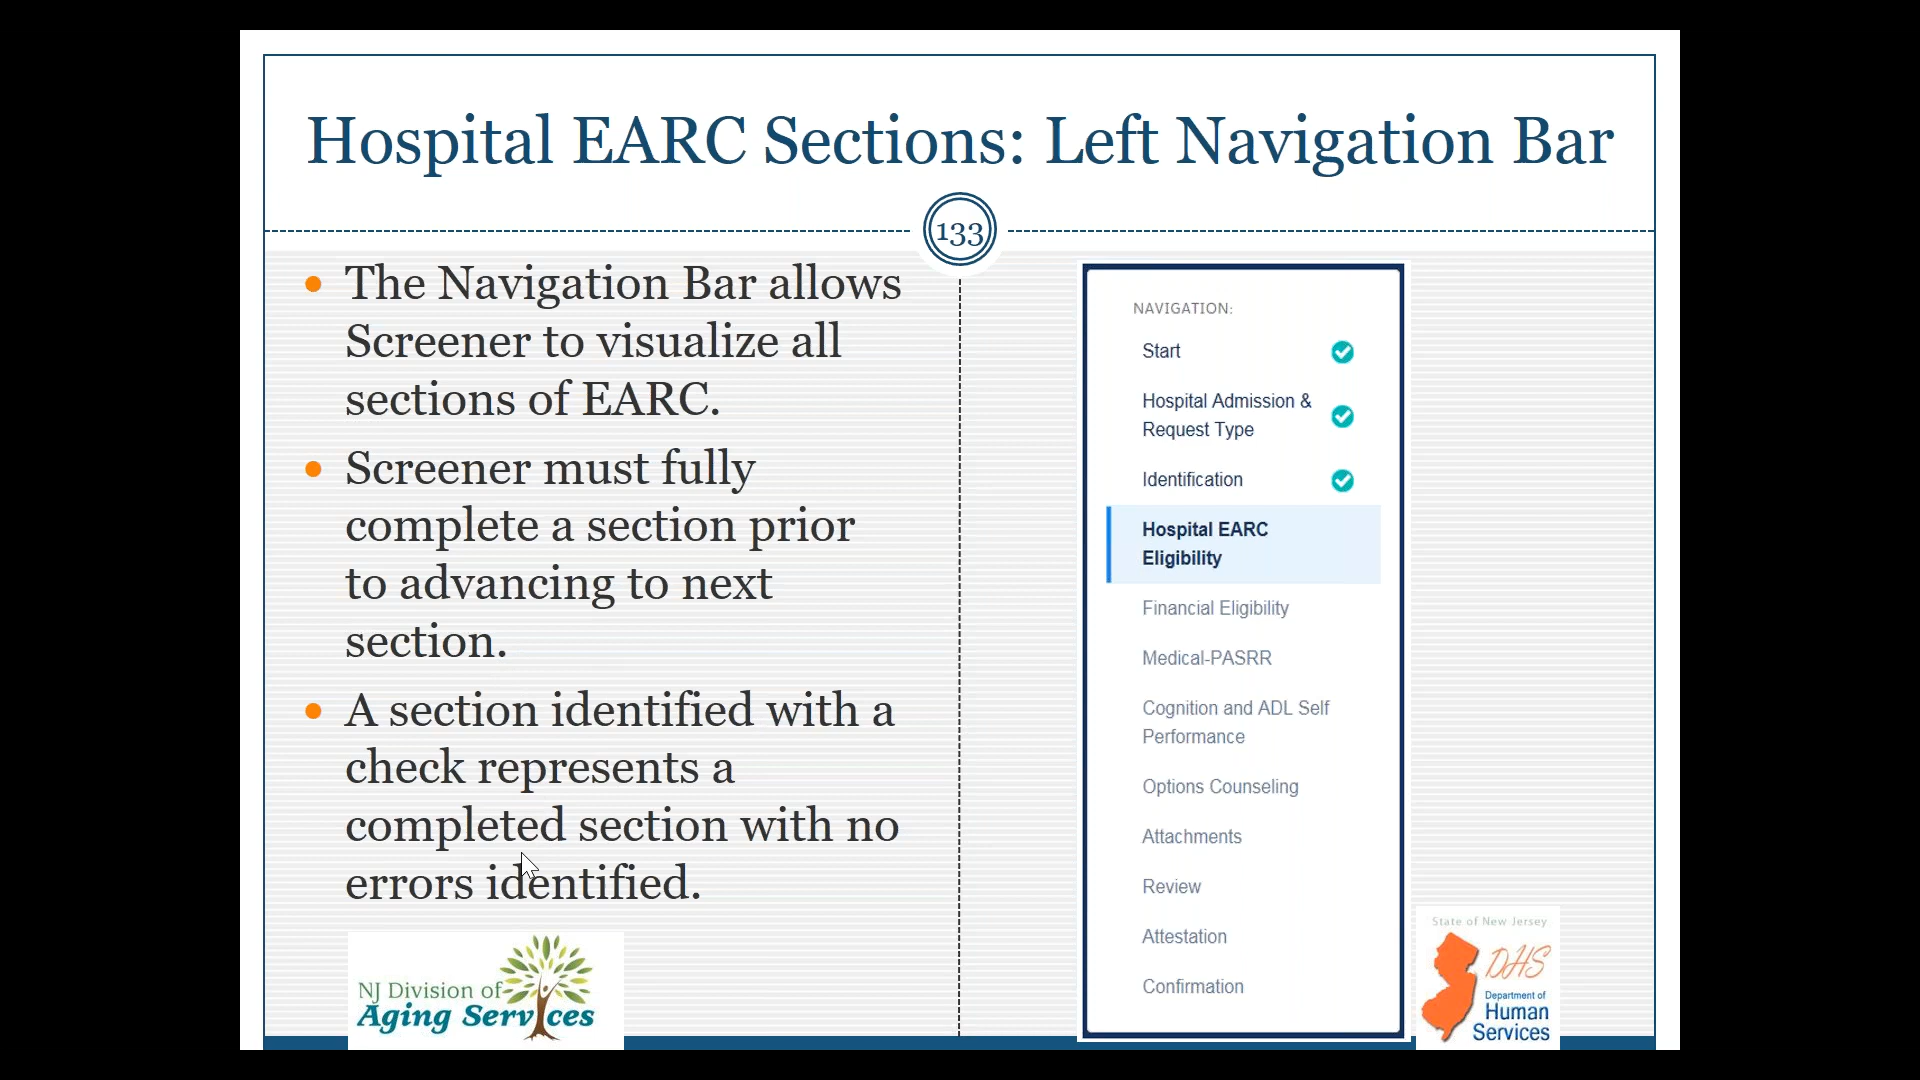 Hospital EARC Sections: Left Navigation Bar
133
The Navigation Bar allows
Screener to visualize all
sections of EARC.
Screener must fully
complete a section prior
to advancing to next
section.
A section identified with a
check represents a
completed section with no
errors identified.
NAVIGATION:
Start
Hospital Admission &
Request Type
Identification
Hospital EARC
Eligibility
Financial Eligibility
Medical-PASRR
Cognition and ADL Self
Performance
Options Counseling
Attachments
Review
Attestation
Confirmation
NJ Division of
Aging Services
State of New Jersey
DHS
Department of
Human
Services